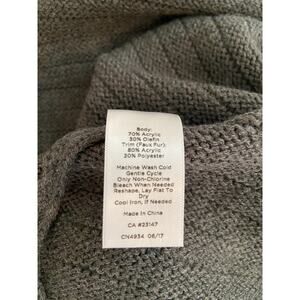 Body:
70% Acrylic
30% Olefin
Trim (Faux Fur):
80% Acrylic
20% Polyester
Machine Wash Cold
Gentle Cycle
Only Non-Chlorine
Bleach When Needed
Reshape, Lay Flat To
Dry
Cool Iron, If Needed
Made In China
CA #23147
CN4934 06/17